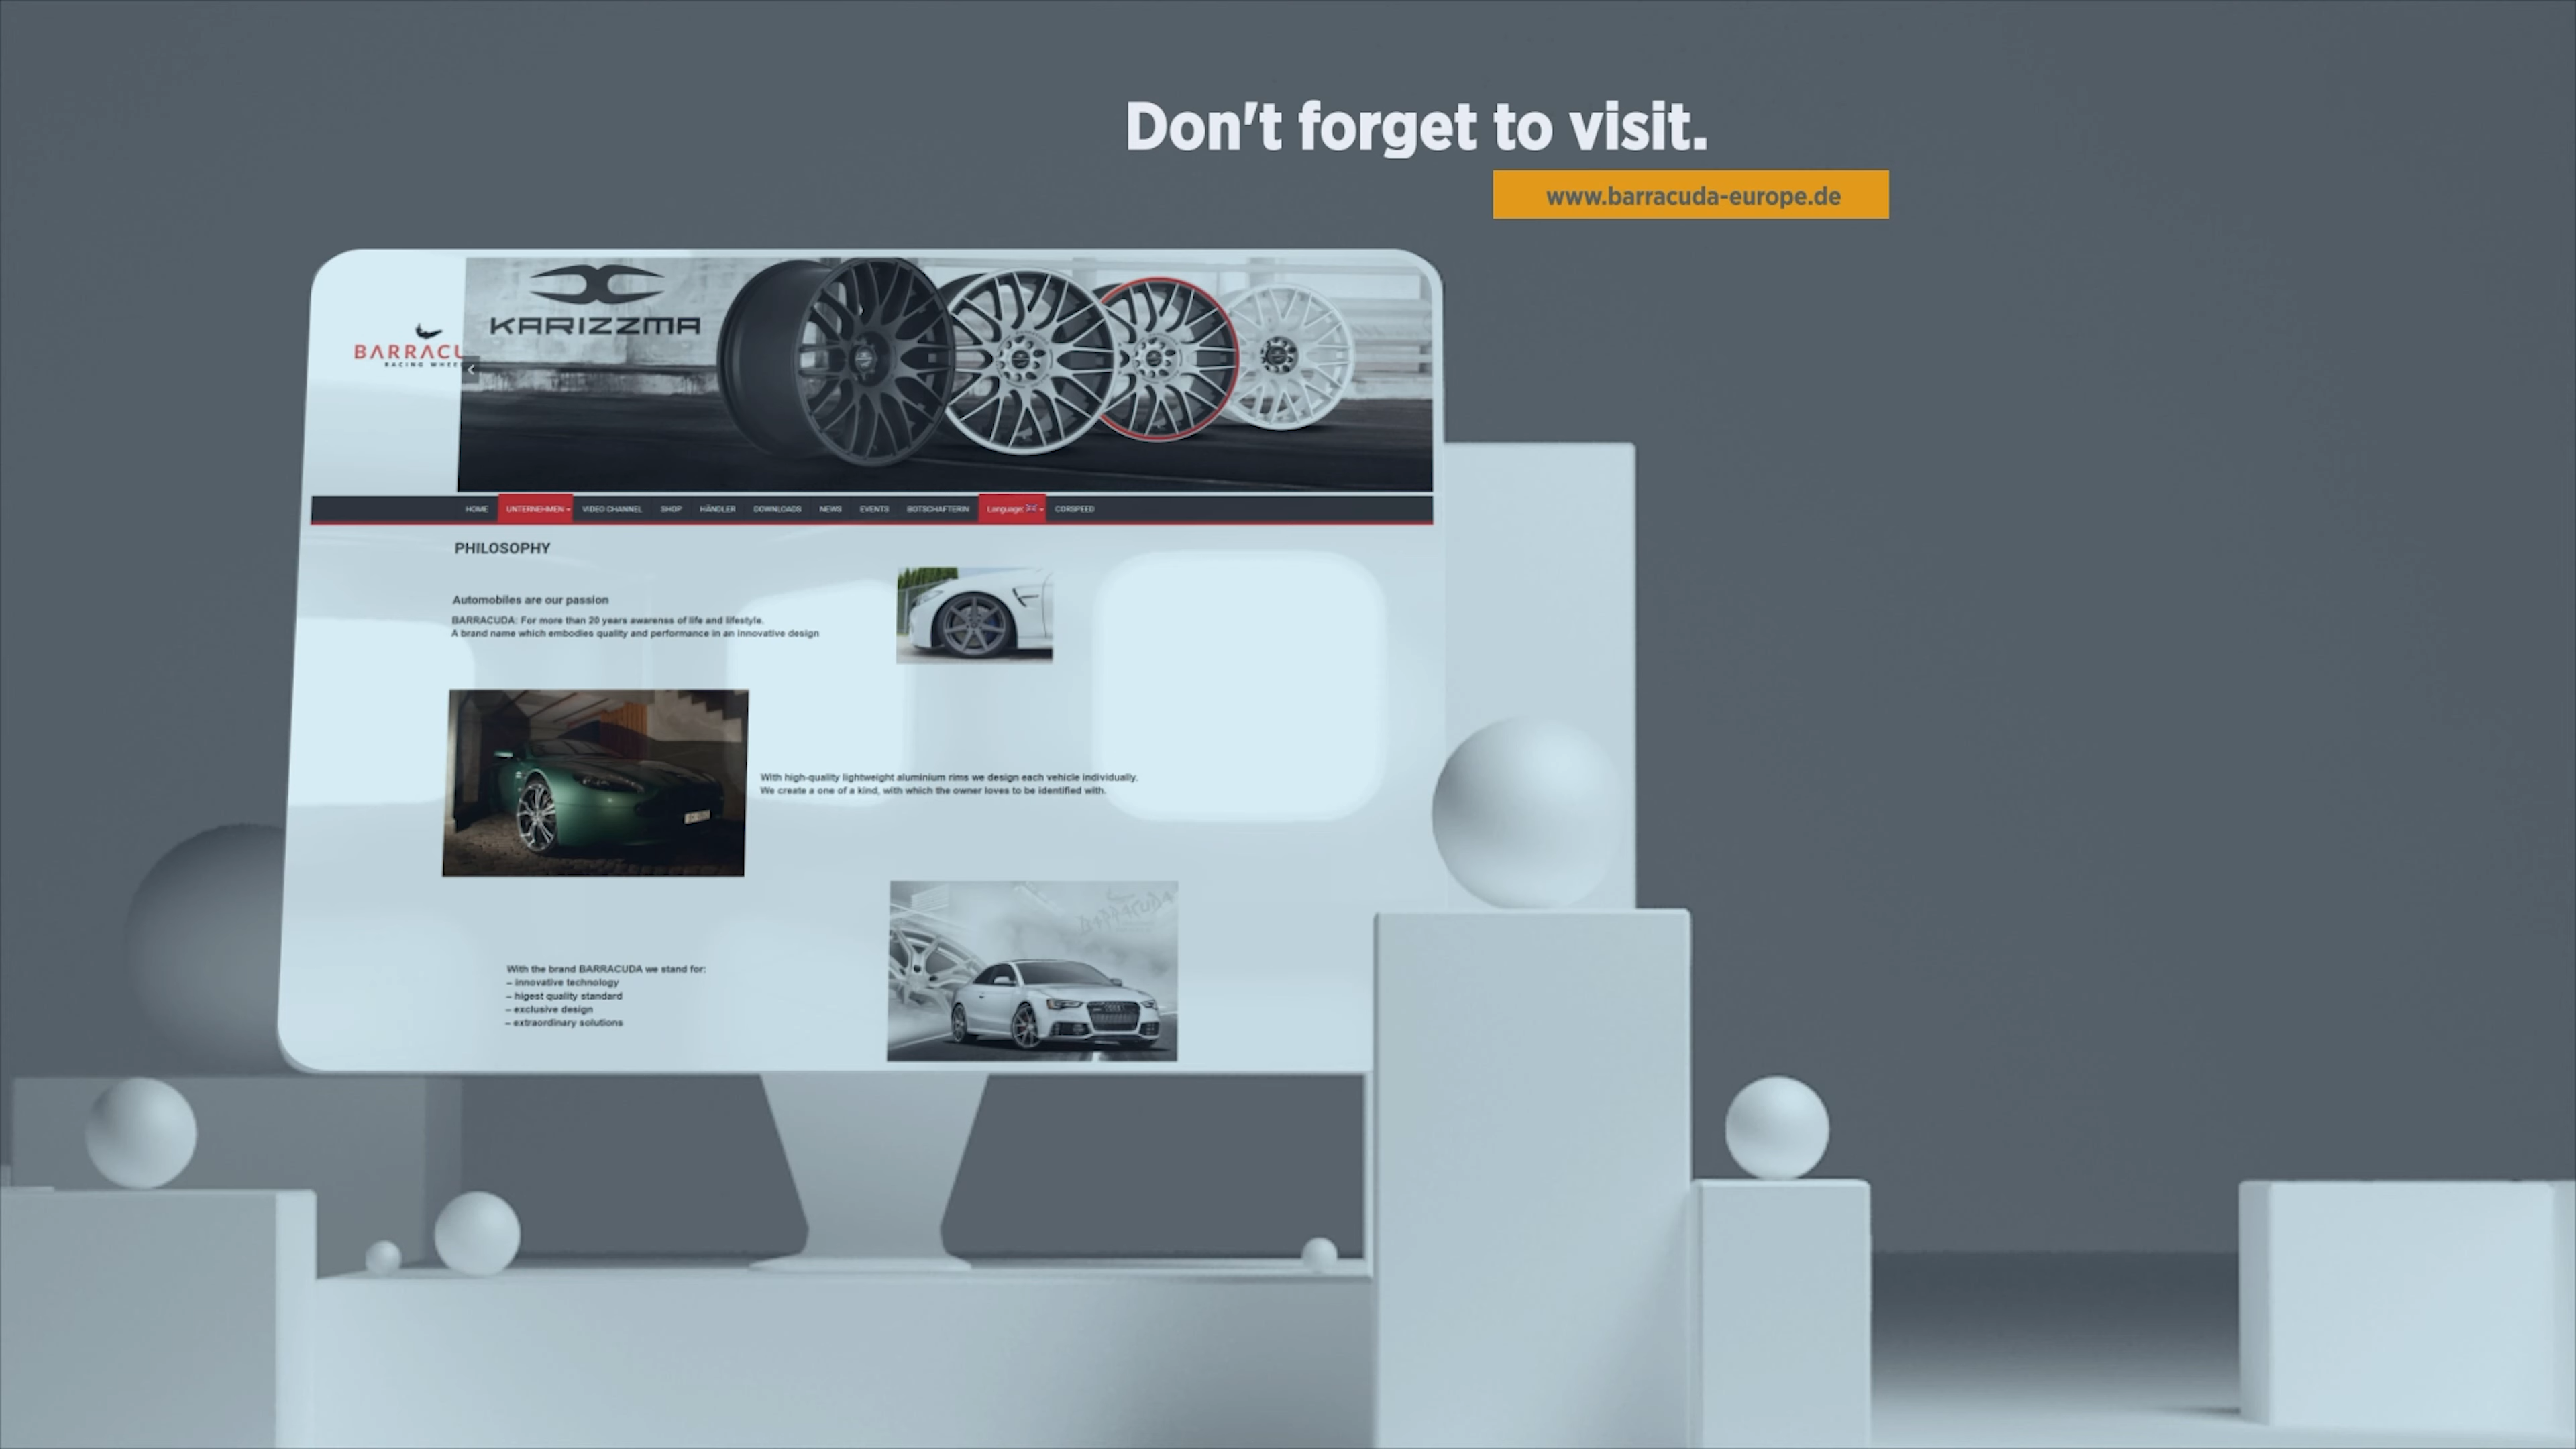 Don't forget to visit.
www.barracuda-europe.de
KARIZZMA
BARRACU
RACING WHEE
HOME UNTERNEHMEN VIDEO CHANNEL SHOP HÄNDLER DOWNLOADS NEWS EVENTS BOTSCHAFTERIN Language: CORSPEED
PHILOSOPHY
Automobiles are our passion
BARRACUDA: For more than 20 years awarenss of life and lifestyle.
A brand name which embodies quality and performance in an innovative design
With high-quality lightweight aluminium rims we design each vehicle individually.
We create a one of a kind, with which the owner loves to be identified with.
BARRACUDA
With the brand BARRACUDA we stand for:
– innovative technology
– higest quality standard
– exclusive design
– extraordinary solutions